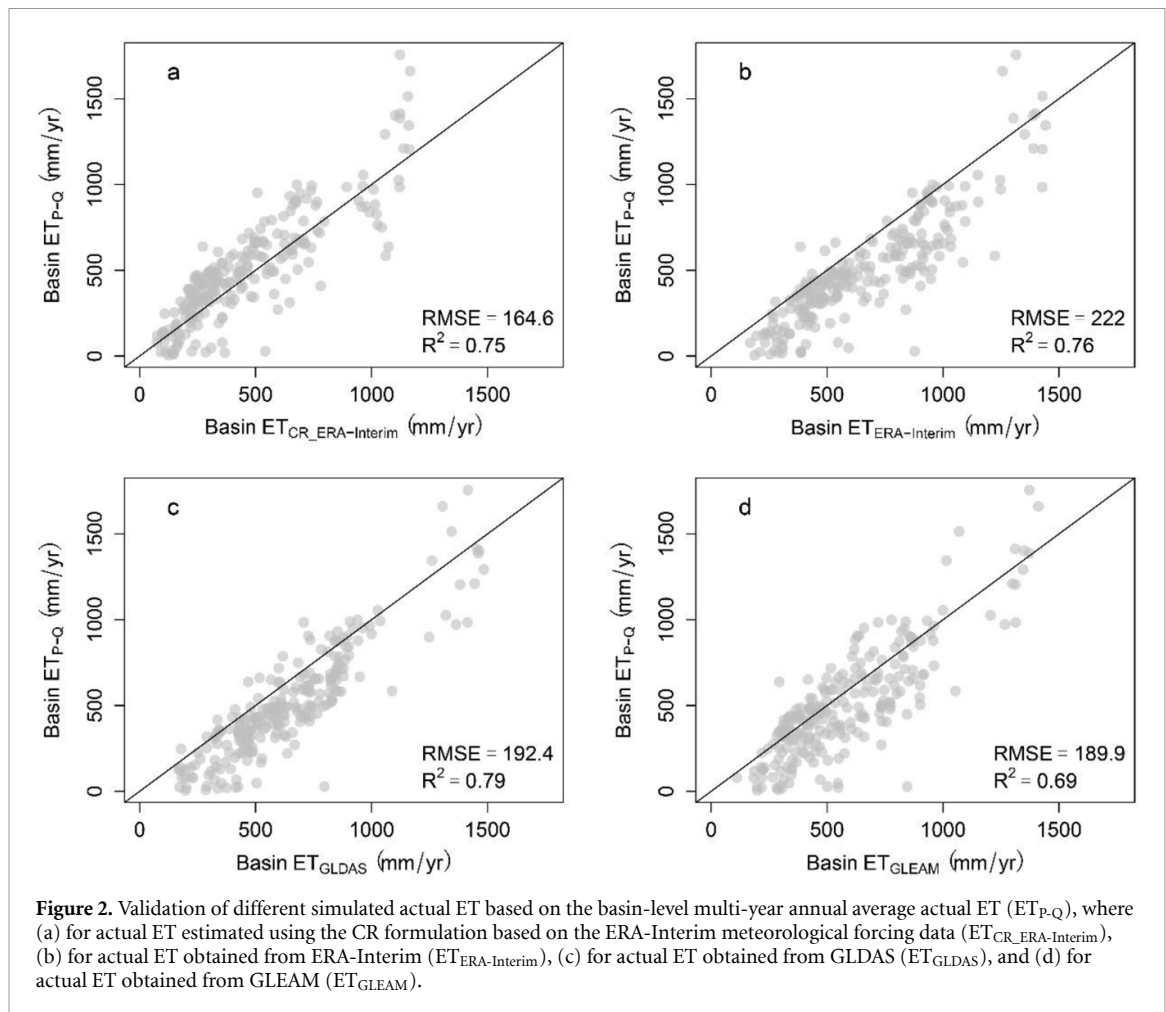 a
Basin ET_P-Q (mm/yr)
1500
1000
500
0
RMSE = 164.6
R² = 0.75
0 500 1000 1500
Basin ET_CR_ERA-Interim (mm/yr)
b
Basin ET_P-Q (mm/yr)
1500
1000
500
0
RMSE = 222
R² = 0.76
0 500 1000 1500
Basin ET_ERA-Interim (mm/yr)
c
Basin ET_P-Q (mm/yr)
1500
1000
500
0
RMSE = 192.4
R² = 0.79
0 500 1000 1500
Basin ET_GLDAS (mm/yr)
d
Basin ET_P-Q (mm/yr)
1500
1000
500
0
RMSE = 189.9
R² = 0.69
0 500 1000 1500
Basin ET_GLEAM (mm/yr)
Figure 2. Validation of different simulated actual ET based on the basin-level multi-year annual average actual ET (ET_P-Q), where
(a) for actual ET estimated using the CR formulation based on the ERA-Interim meteorological forcing data (ET_CR_ERA-Interim),
(b) for actual ET obtained from ERA-Interim (ET_ERA-Interim), (c) for actual ET obtained from GLDAS (ET_GLDAS), and (d) for
actual ET obtained from GLEAM (ET_GLEAM).